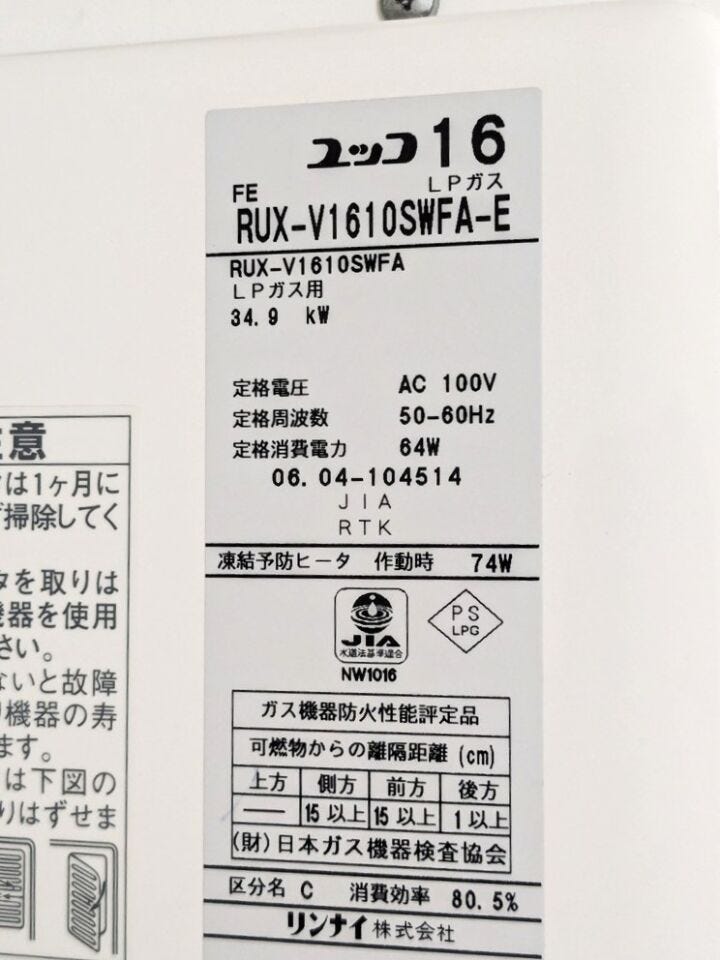 ユッコ16
LPガス
FE
RUX-V1610SWFA-E
RUX-V1610SWFA
LPガス用
34.9 kW
定格電圧 AC 100V
定格周波数 50-60Hz
定格消費電力 64W
06.04-104514
JIA
RTK
凍結予防ヒータ 作動時 74W
JIA
水道法基準適合
NW1016
PS
LPG
ガス機器防火性能評定品
可燃物からの離隔距離(cm)
上方 側方 前方 後方
— 15以上 15以上 1以上
(財)日本ガス機器検査協会
区分名 C 消費効率 80.5%
リンナイ株式会社
意
は1ヶ月に
掃除してく
を取りは
器を使用
さい。
ないと故障
機器の寿
ます。
は下図の
りはずせま